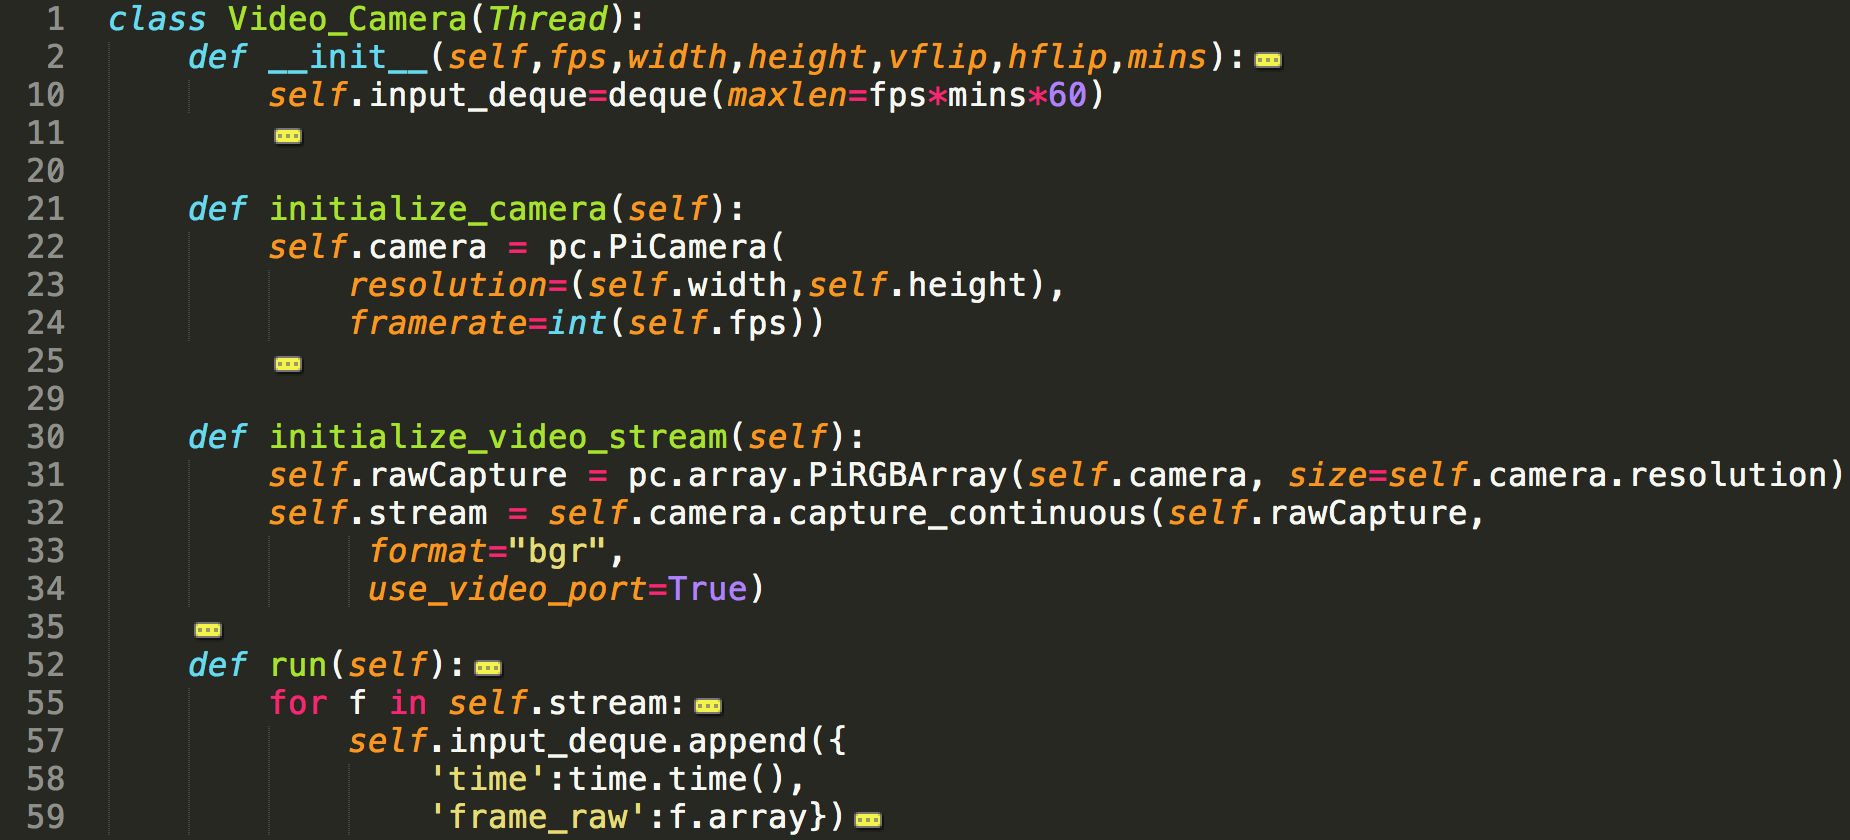 1 class Video_Camera(Thread):
2     def __init__(self,fps,width,height,vflip,hflip,mins):
10         self.input_deque=deque(maxlen=fps*mins*60)
11
20
21     def initialize_camera(self):
22         self.camera = pc.PiCamera(
23             resolution=(self.width,self.height),
24             framerate=int(self.fps))
25
29
30     def initialize_video_stream(self):
31         self.rawCapture = pc.array.PiRGBArray(self.camera, size=self.camera.resolution)
32         self.stream = self.camera.capture_continuous(self.rawCapture,
33              format="bgr",
34              use_video_port=True)
35
52     def run(self):
55         for f in self.stream:
57             self.input_deque.append({
58                 'time':time.time(),
59                 'frame_raw':f.array})